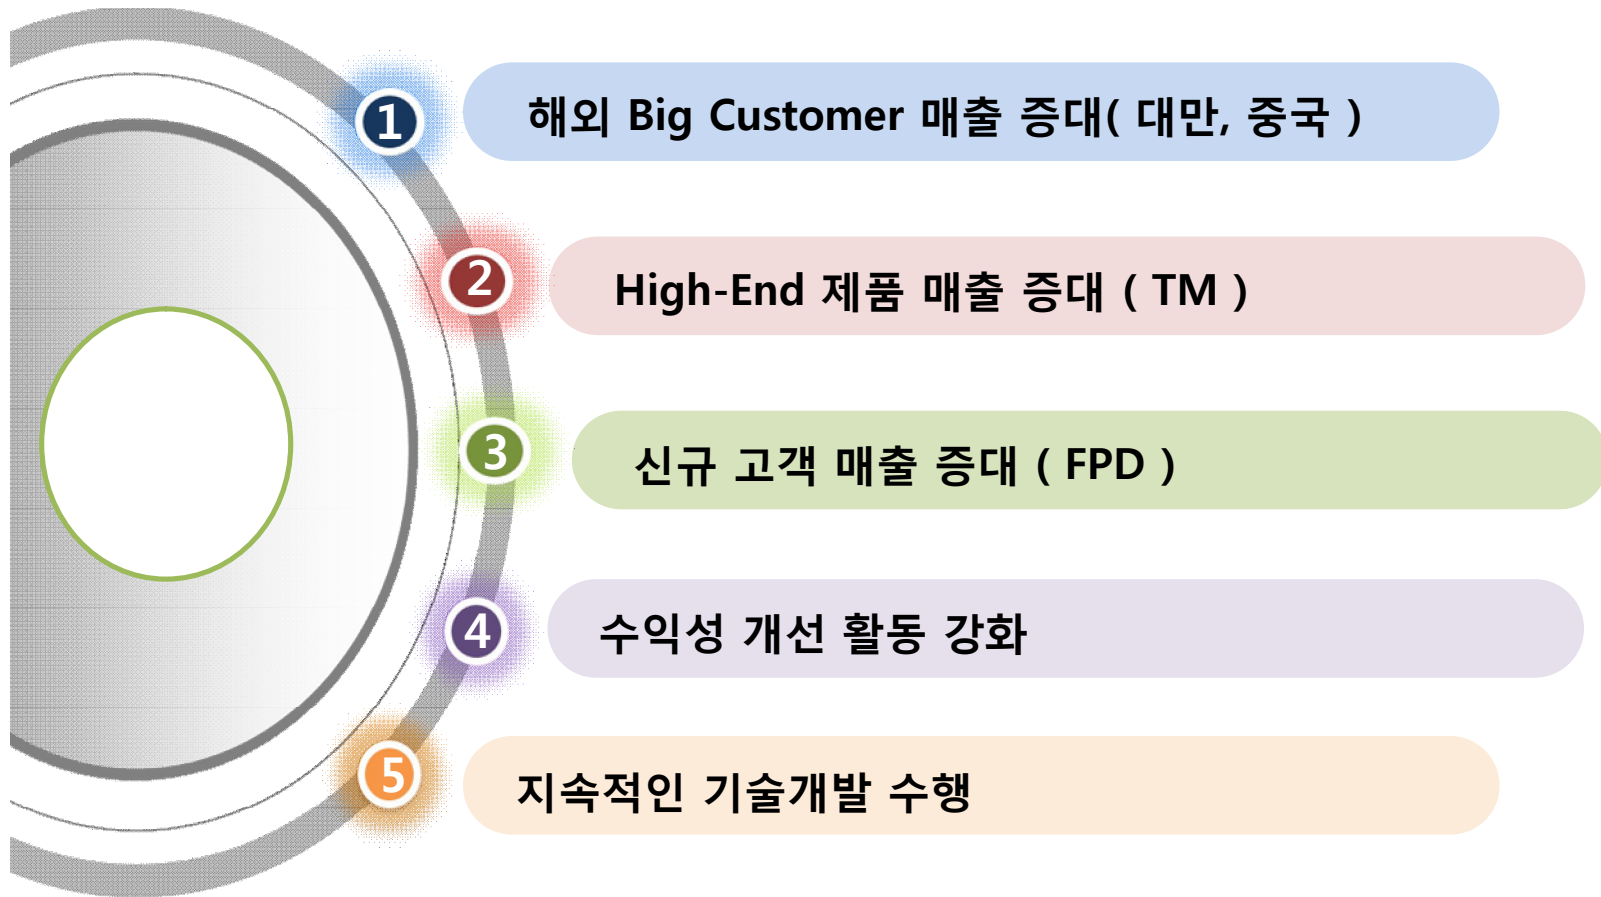 1 해외 Big Customer 매출 증대( 대만, 중국 )
2 High-End 제품 매출 증대 ( TM )
3 신규 고객 매출 증대 ( FPD )
4 수익성 개선 활동 강화
5 지속적인 기술개발 수행